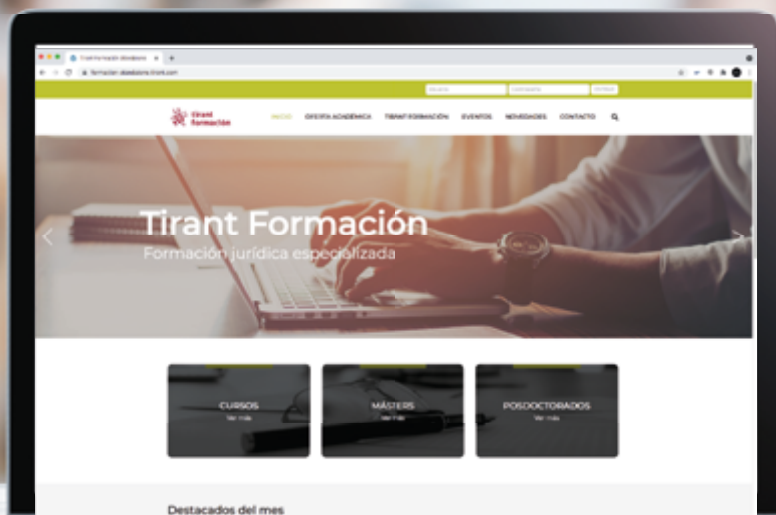 tirant
formación
INICIO OFERTA ACADÉMICA TIRANT FORMACIÓN EVENTOS NOVEDADES CONTACTO
Tirant Formación
Formación jurídica especializada
CURSOS MÁSTERS POSDOCTORADOS
Ver más Ver más Ver más
Destacados del mes